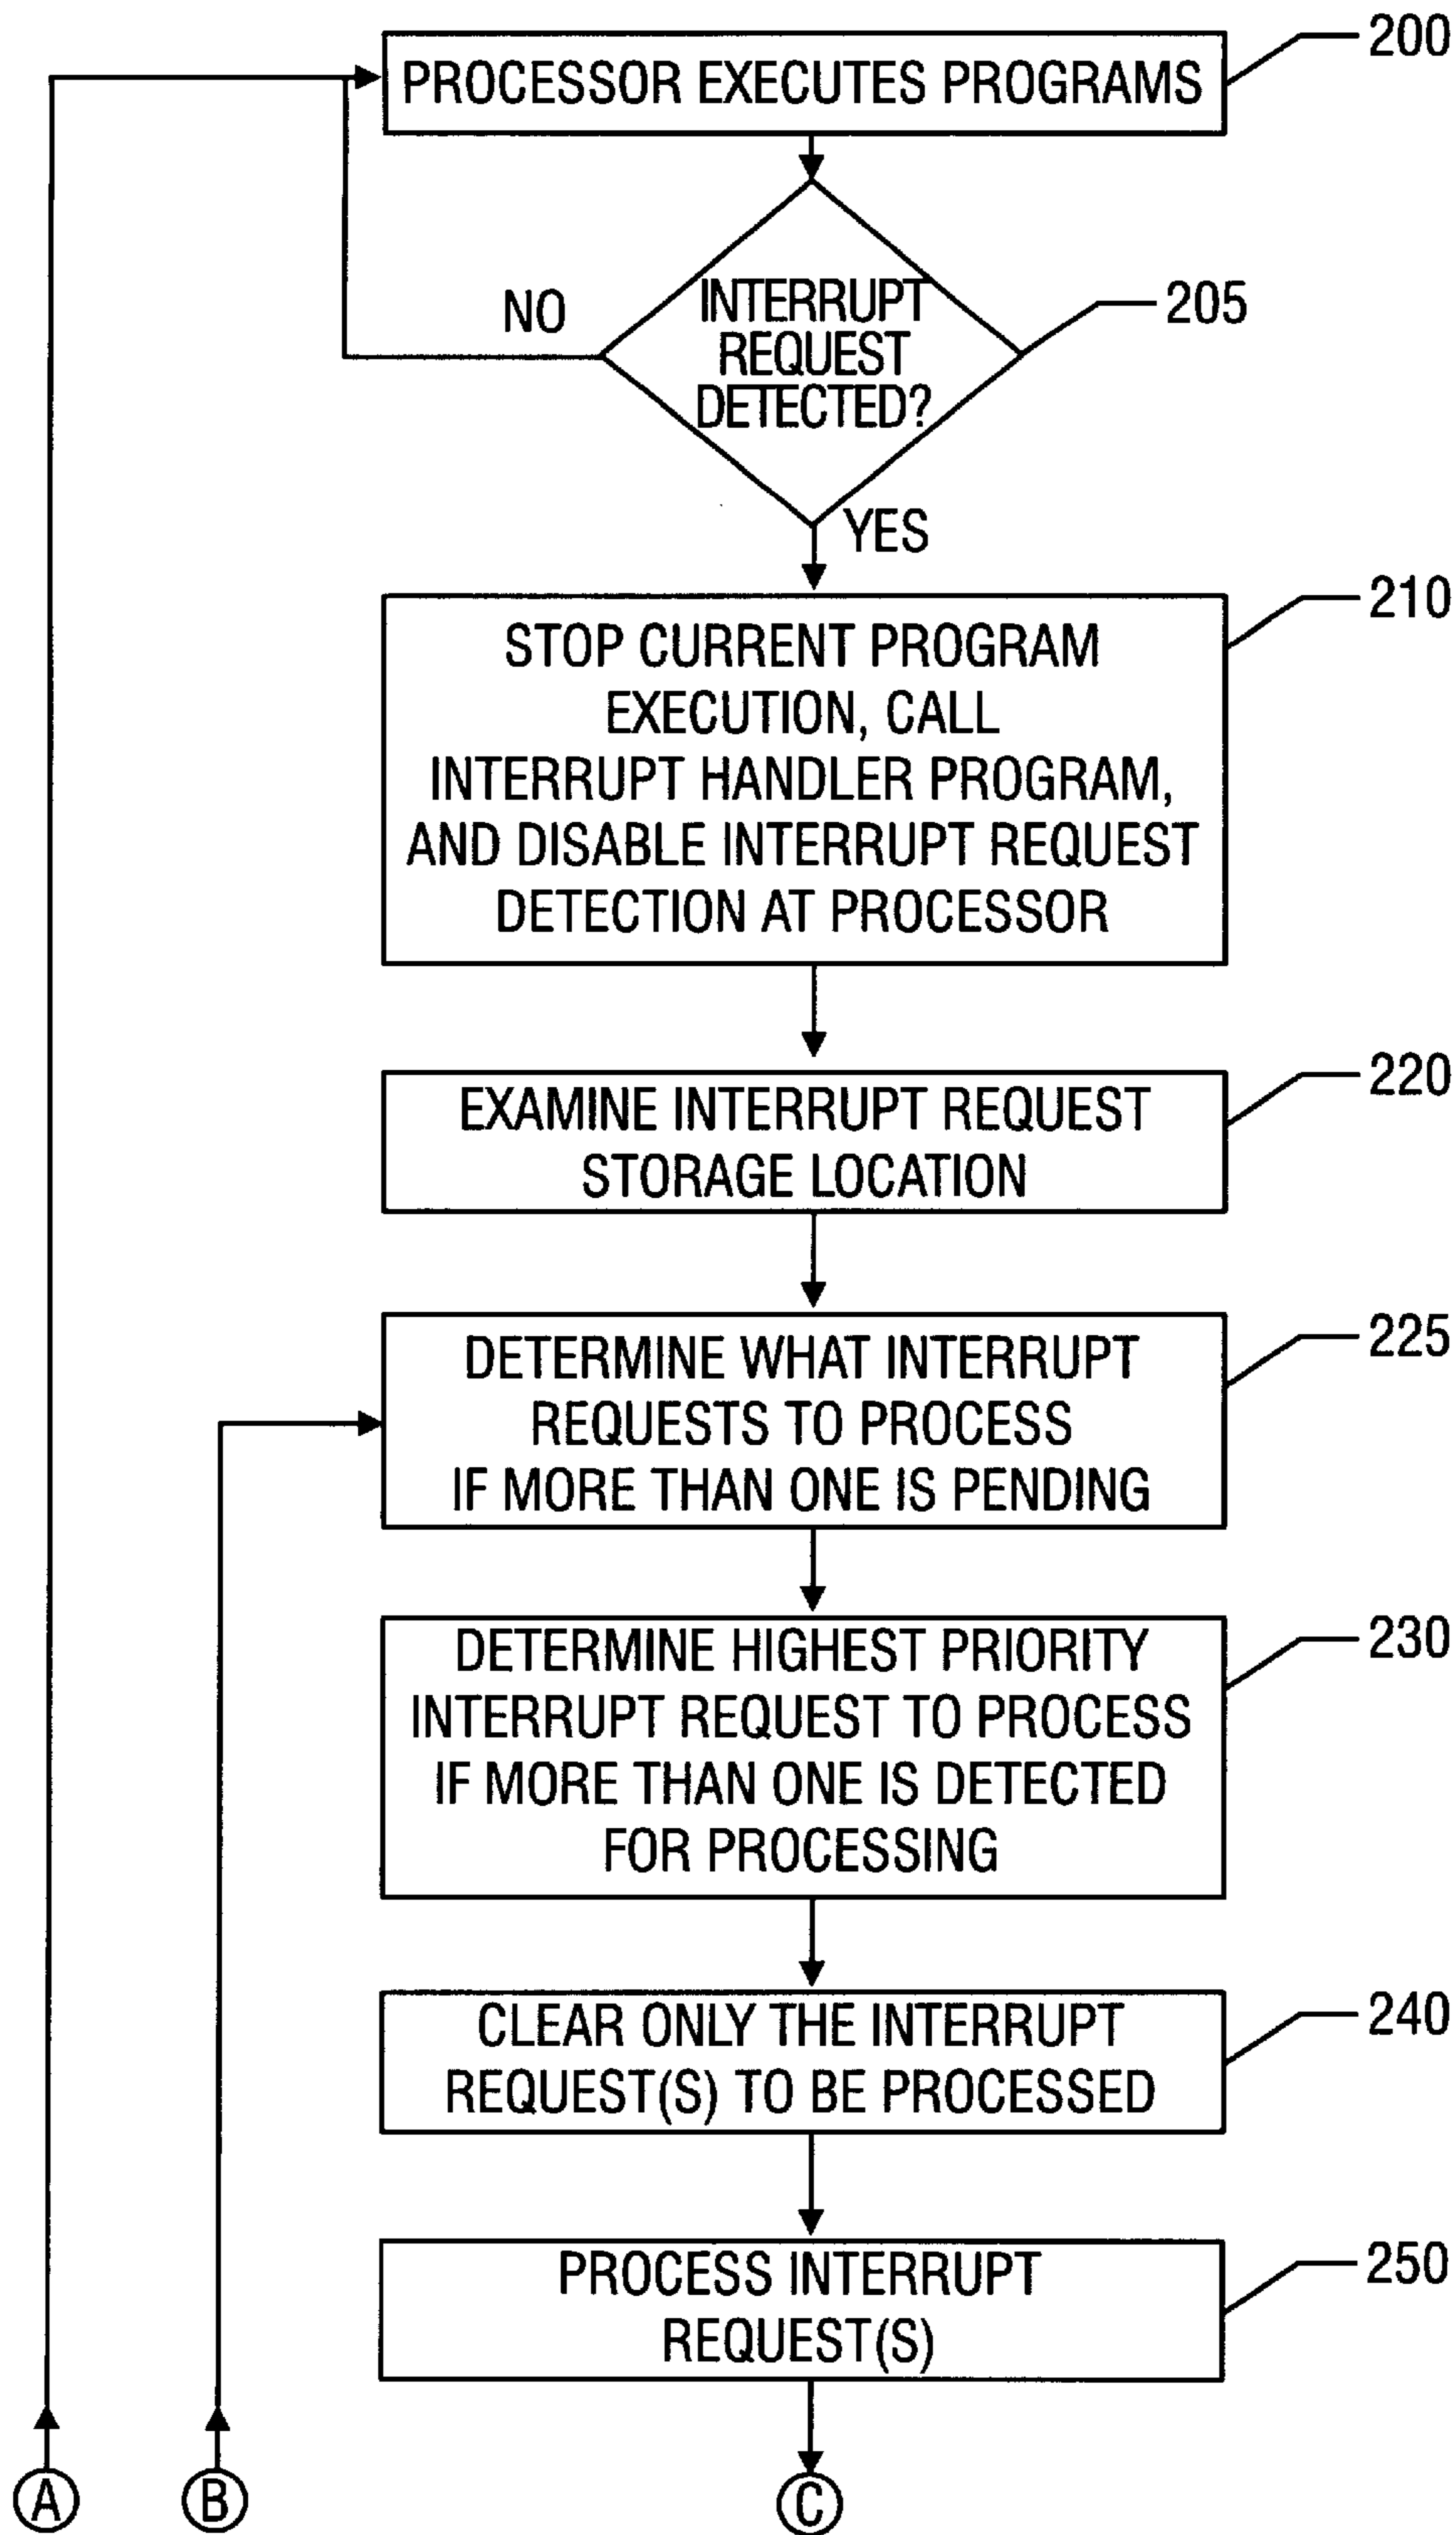 PROCESSOR EXECUTES PROGRAMS
200
INTERRUPT
REQUEST
DETECTED?
205
NO
YES
STOP CURRENT PROGRAM
EXECUTION, CALL
INTERRUPT HANDLER PROGRAM,
AND DISABLE INTERRUPT REQUEST
DETECTION AT PROCESSOR
210
EXAMINE INTERRUPT REQUEST
STORAGE LOCATION
220
DETERMINE WHAT INTERRUPT
REQUESTS TO PROCESS
IF MORE THAN ONE IS PENDING
225
DETERMINE HIGHEST PRIORITY
INTERRUPT REQUEST TO PROCESS
IF MORE THAN ONE IS DETECTED
FOR PROCESSING
230
CLEAR ONLY THE INTERRUPT
REQUEST(S) TO BE PROCESSED
240
PROCESS INTERRUPT
REQUEST(S)
250
A
B
C